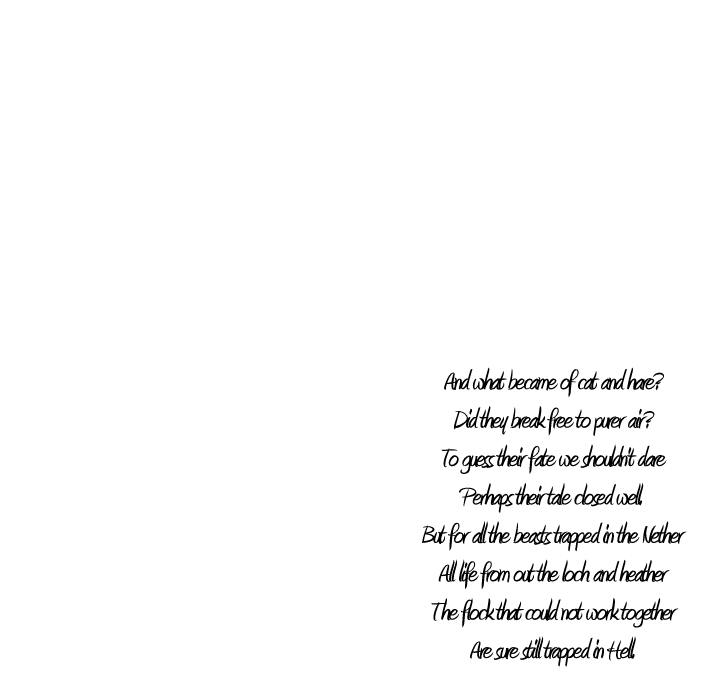 And what became of cat and hare?
Did they break free to purer air?
To guess their fate we shouldn't dare
Perhaps their tale closed well.
But for all the beasts trapped in the Nether
All life from out the loch and heather
The flock that could not work together
Are sure still trapped in Hell.